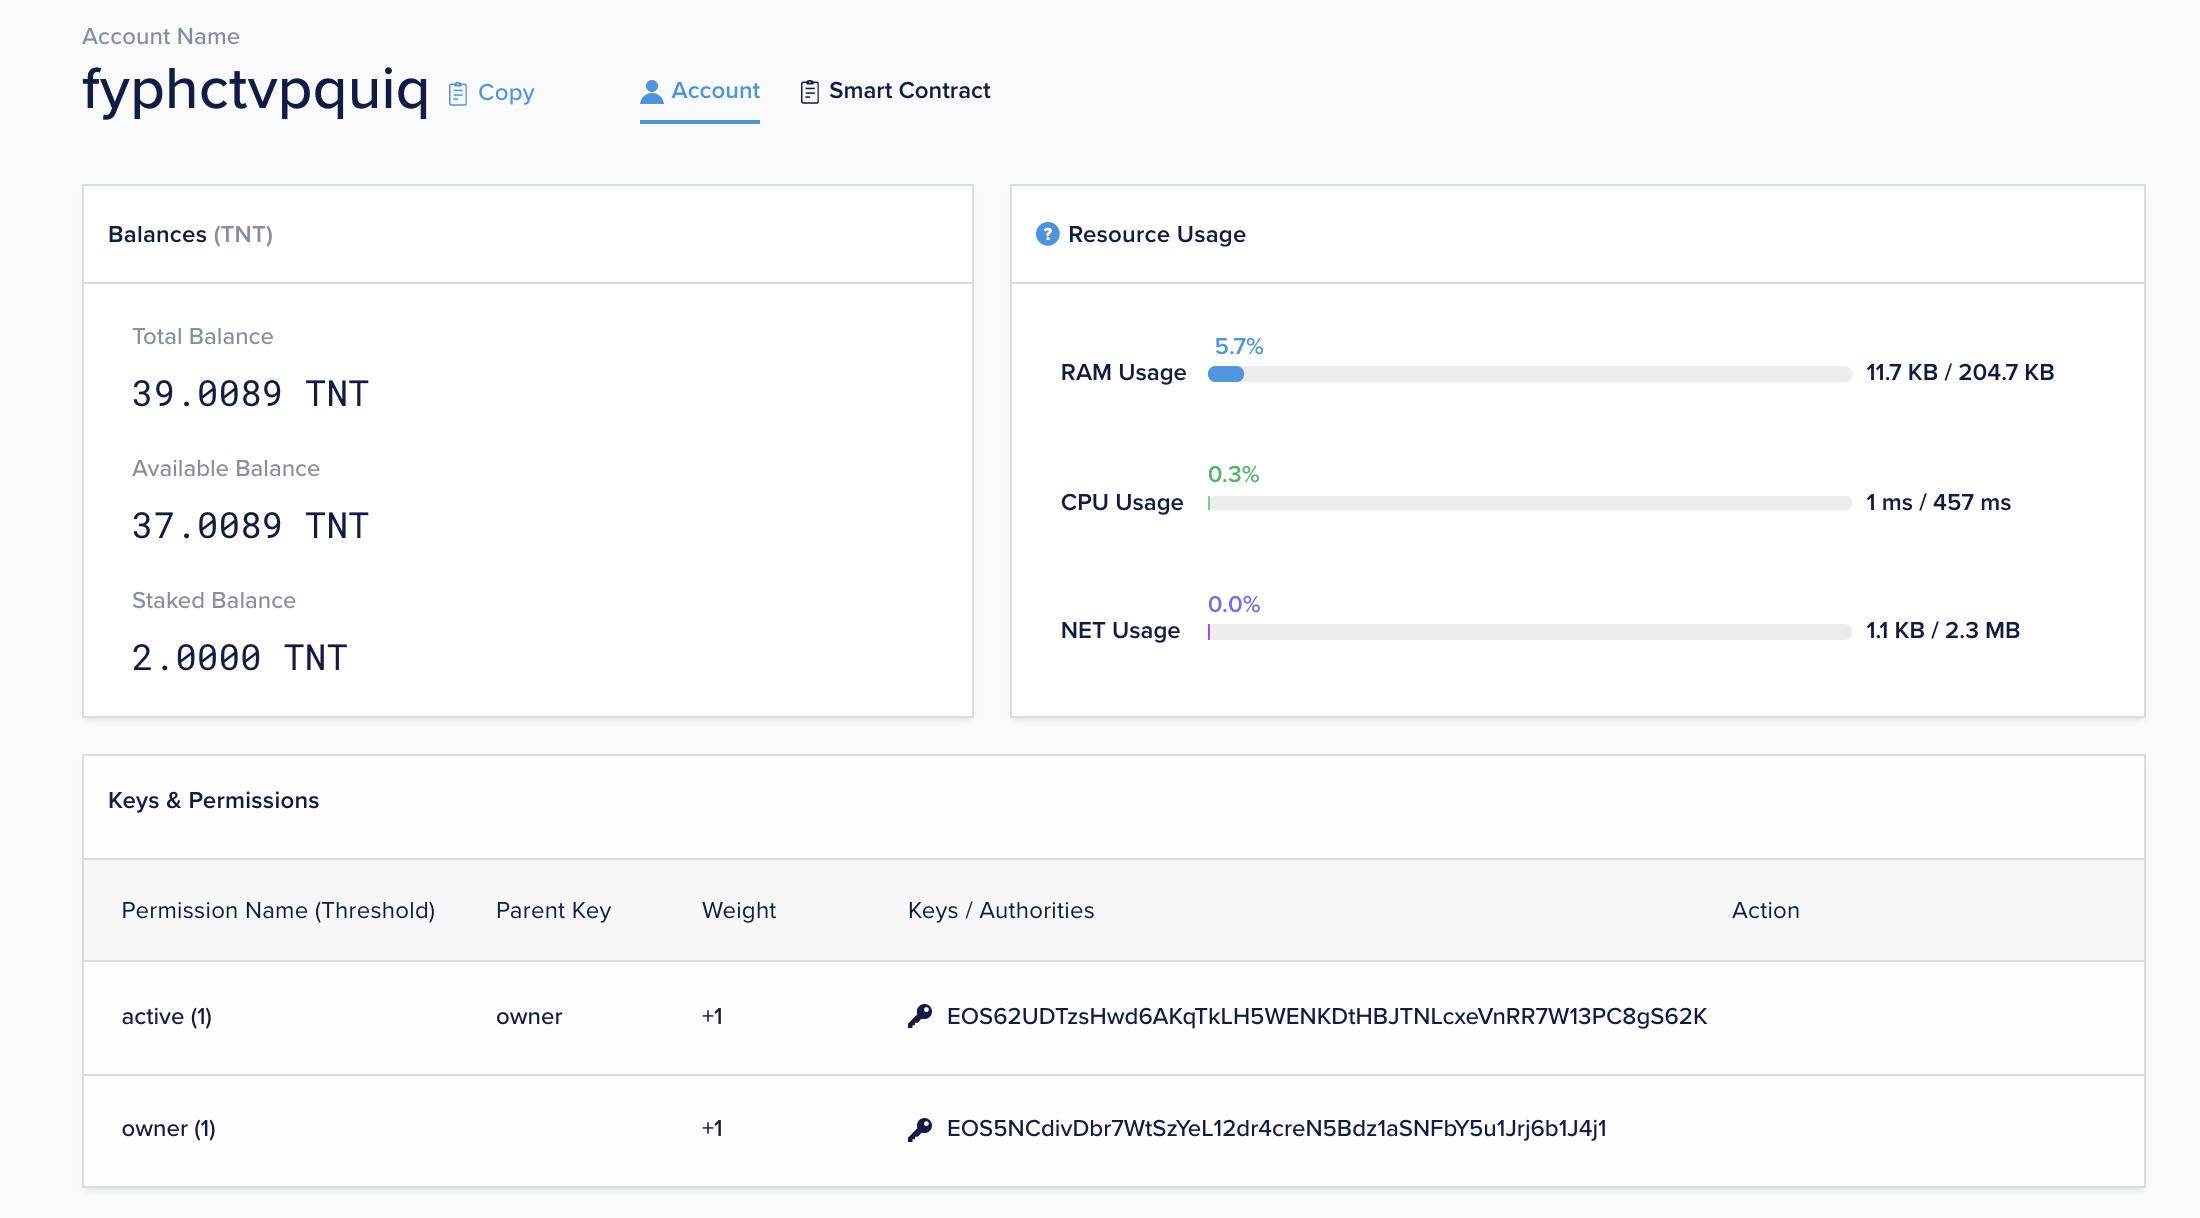 Account Name
fyphctvpquiq Copy Account Smart Contract
Balances (TNT)
Total Balance
39.0089 TNT
Available Balance
37.0089 TNT
Staked Balance
2.0000 TNT
? Resource Usage
5.7%
RAM Usage 11.7 KB / 204.7 KB
0.3%
CPU Usage 1 ms / 457 ms
0.0%
NET Usage 1.1 KB / 2.3 MB
Keys & Permissions
Permission Name (Threshold) Parent Key Weight Keys / Authorities Action
active (1) owner +1 EOS62UDTzsHwd6AKqTkLH5WENKDtHBJTNLcxeVnRR7W13PC8gS62K
owner (1) +1 EOS5NCdivDbr7WtSzYeL12dr4creN5Bdz1aSNFbY5u1Jrj6b1J4j1